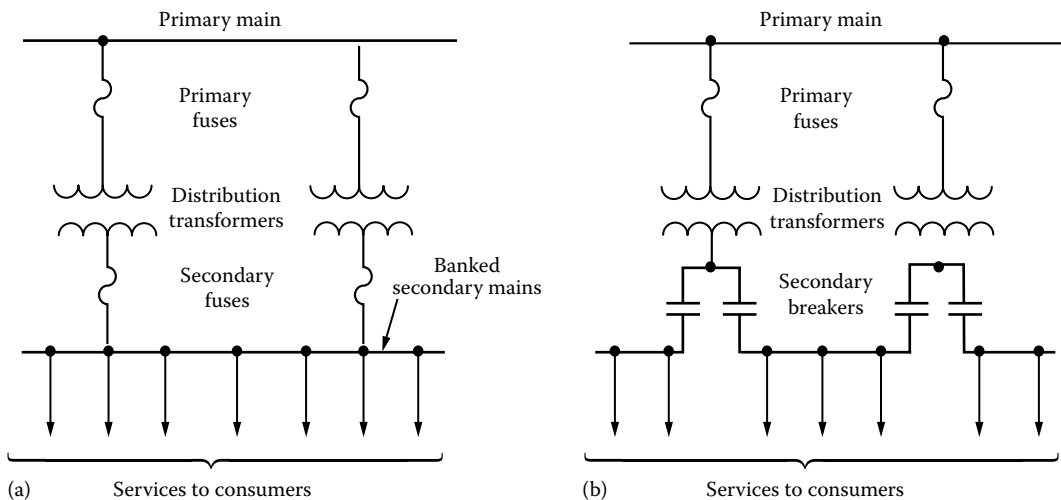 Primary main
Primary
fuses
Distribution
transformers
Secondary
fuses
Banked
secondary mains
(a)
Services to consumers
Primary main
Primary
fuses
Distribution
transformers
Secondary
breakers
(b)
Services to consumers